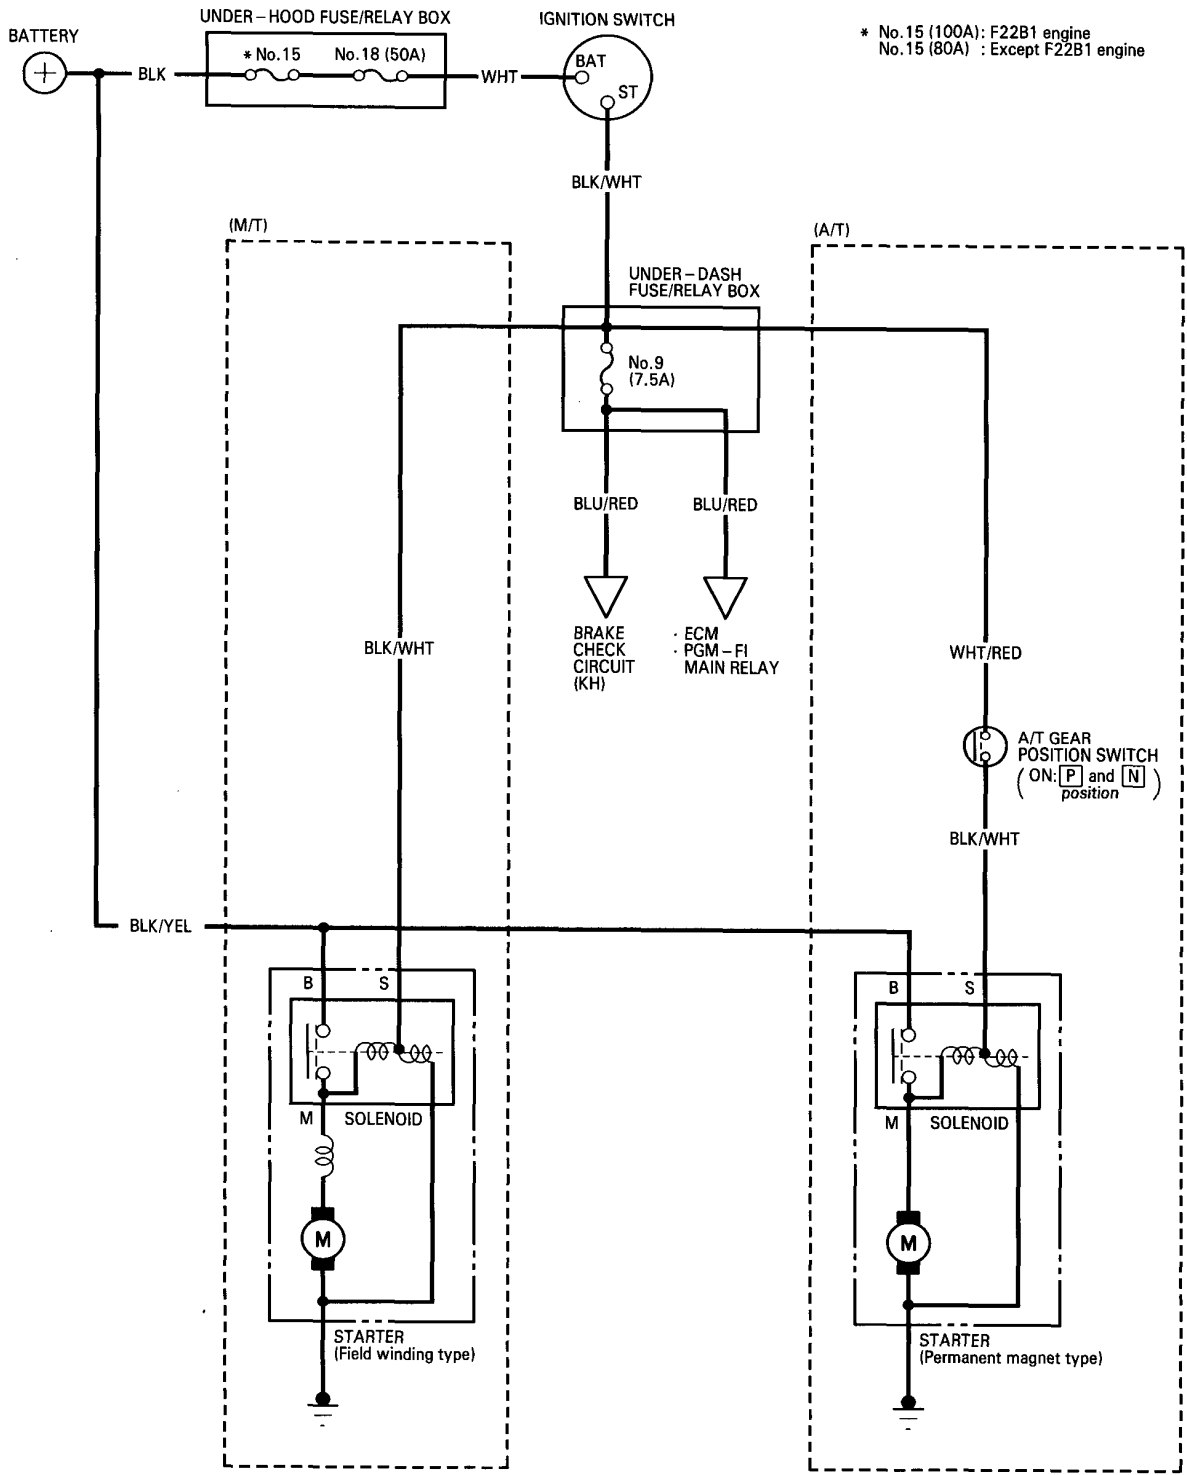 BATTERY
UNDER-HOOD FUSE/RELAY BOX
* No.15
No.18 (50A)
IGNITION SWITCH
* No.15 (100A): F22B1 engine
No.15 (80A) : Except F22B1 engine
+
BLK
WHT
BAT
ST
BLK/WHT
(M/T)
(A/T)
UNDER-DASH
FUSE/RELAY BOX
No.9
(7.5A)
BLU/RED
BLU/RED
BRAKE
CHECK
CIRCUIT
(KH)
· ECM
· PGM-FI
MAIN RELAY
BLK/WHT
WHT/RED
A/T GEAR
POSITION SWITCH
(ON: P and N
position)
BLK/WHT
BLK/YEL
B
S
SOLENOID
M
M
STARTER
(Field winding type)
B
S
SOLENOID
M
M
STARTER
(Permanent magnet type)